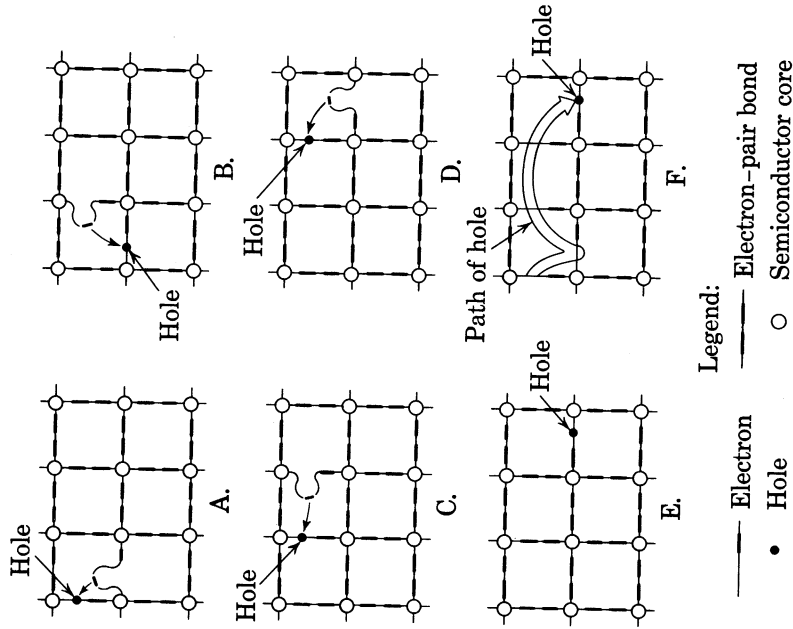 Hole
A.
Hole
B.
Hole
C.
Hole
D.
Hole
E.
Path of hole
Hole
F.
Legend:
Electron
Electron-pair bond
Hole
Semiconductor core